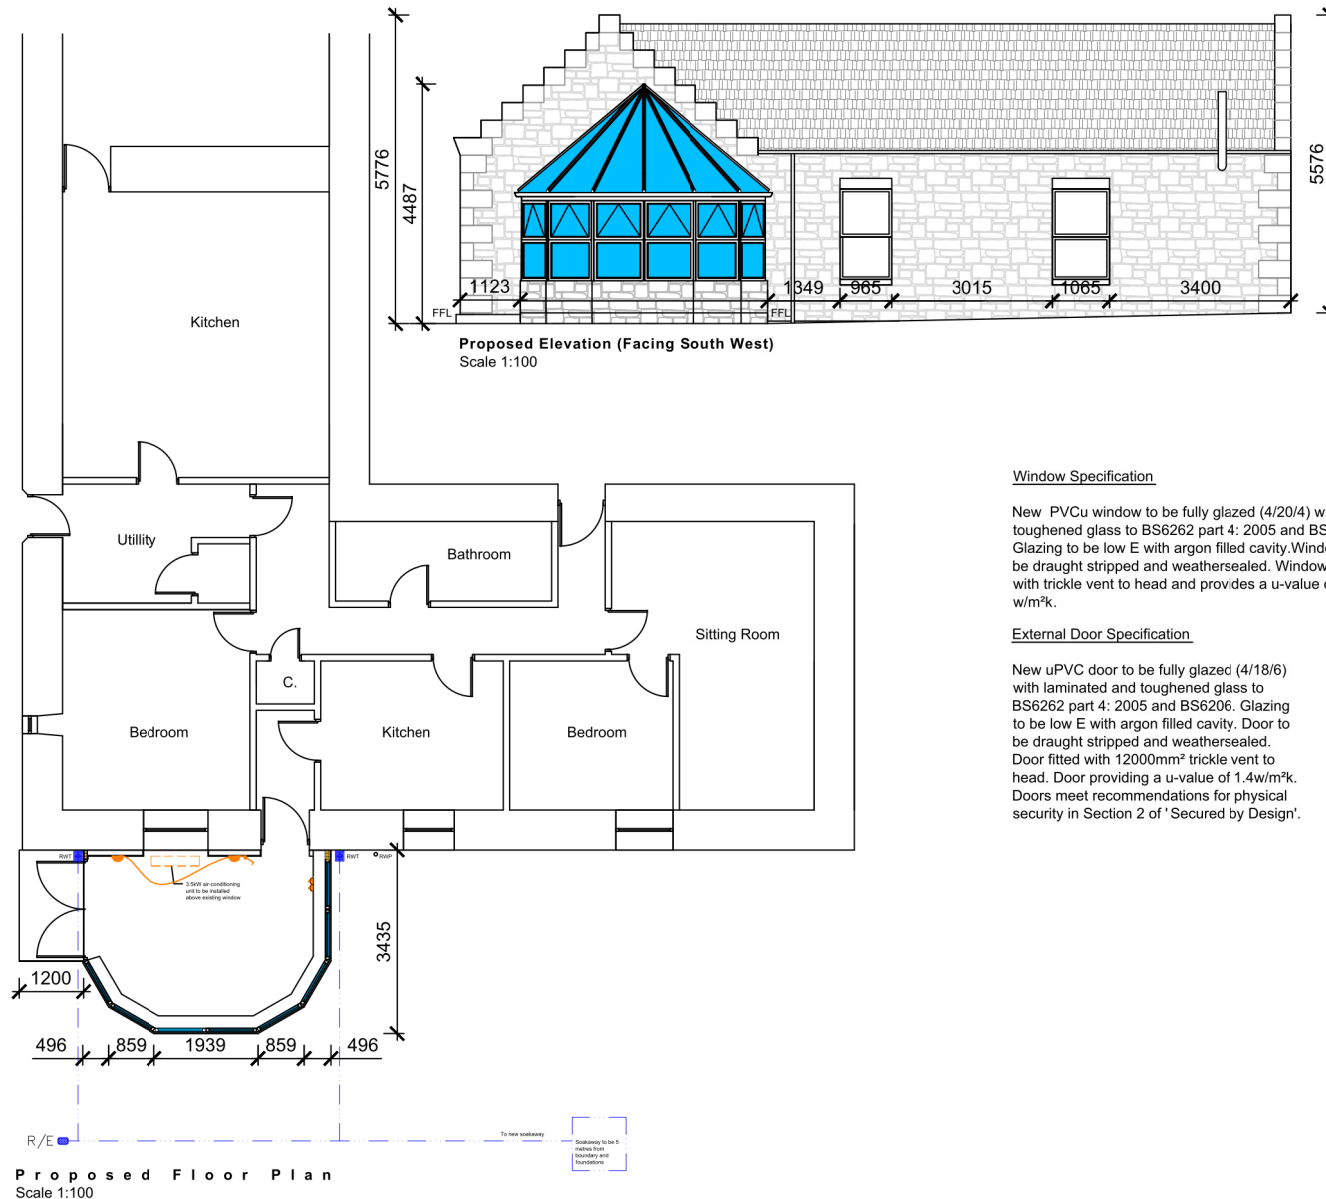 5776
4487
5576
1123
1349
965
3015
1065
3400
FFL
FFL
Proposed Elevation (Facing South West)
Scale 1:100
Kitchen
Utillity
Bathroom
Sitting Room
C.
Bedroom
Kitchen
Bedroom
Window Specification
New PVCu window to be fully glazed (4/20/4) w
toughened glass to BS6262 part 4: 2005 and BS
Glazing to be low E with argon filled cavity.Wind
be draught stripped and weathersealed. Window
with trickle vent to head and provides a u-value
w/m²k.
External Door Specification
New uPVC door to be fully glazed (4/18/6)
with laminated and toughened glass to
BS6262 part 4: 2005 and BS6206. Glazing
to be low E with argon filled cavity. Door to
be draught stripped and weathersealed.
Door fitted with 12000mm² trickle vent to
head. Door providing a u-value of 1.4w/m²k.
Doors meet recommendations for physical
security in Section 2 of 'Secured by Design'.
RWT
RWT
RWP
3.5kW air-conditioning
unit to be installed
above existing window
3435
1200
496
859
1939
859
496
R/E
To new soakaway
Soakaway to be 5
metres from
boundary and
foundations
Proposed Floor Plan
Scale 1:100